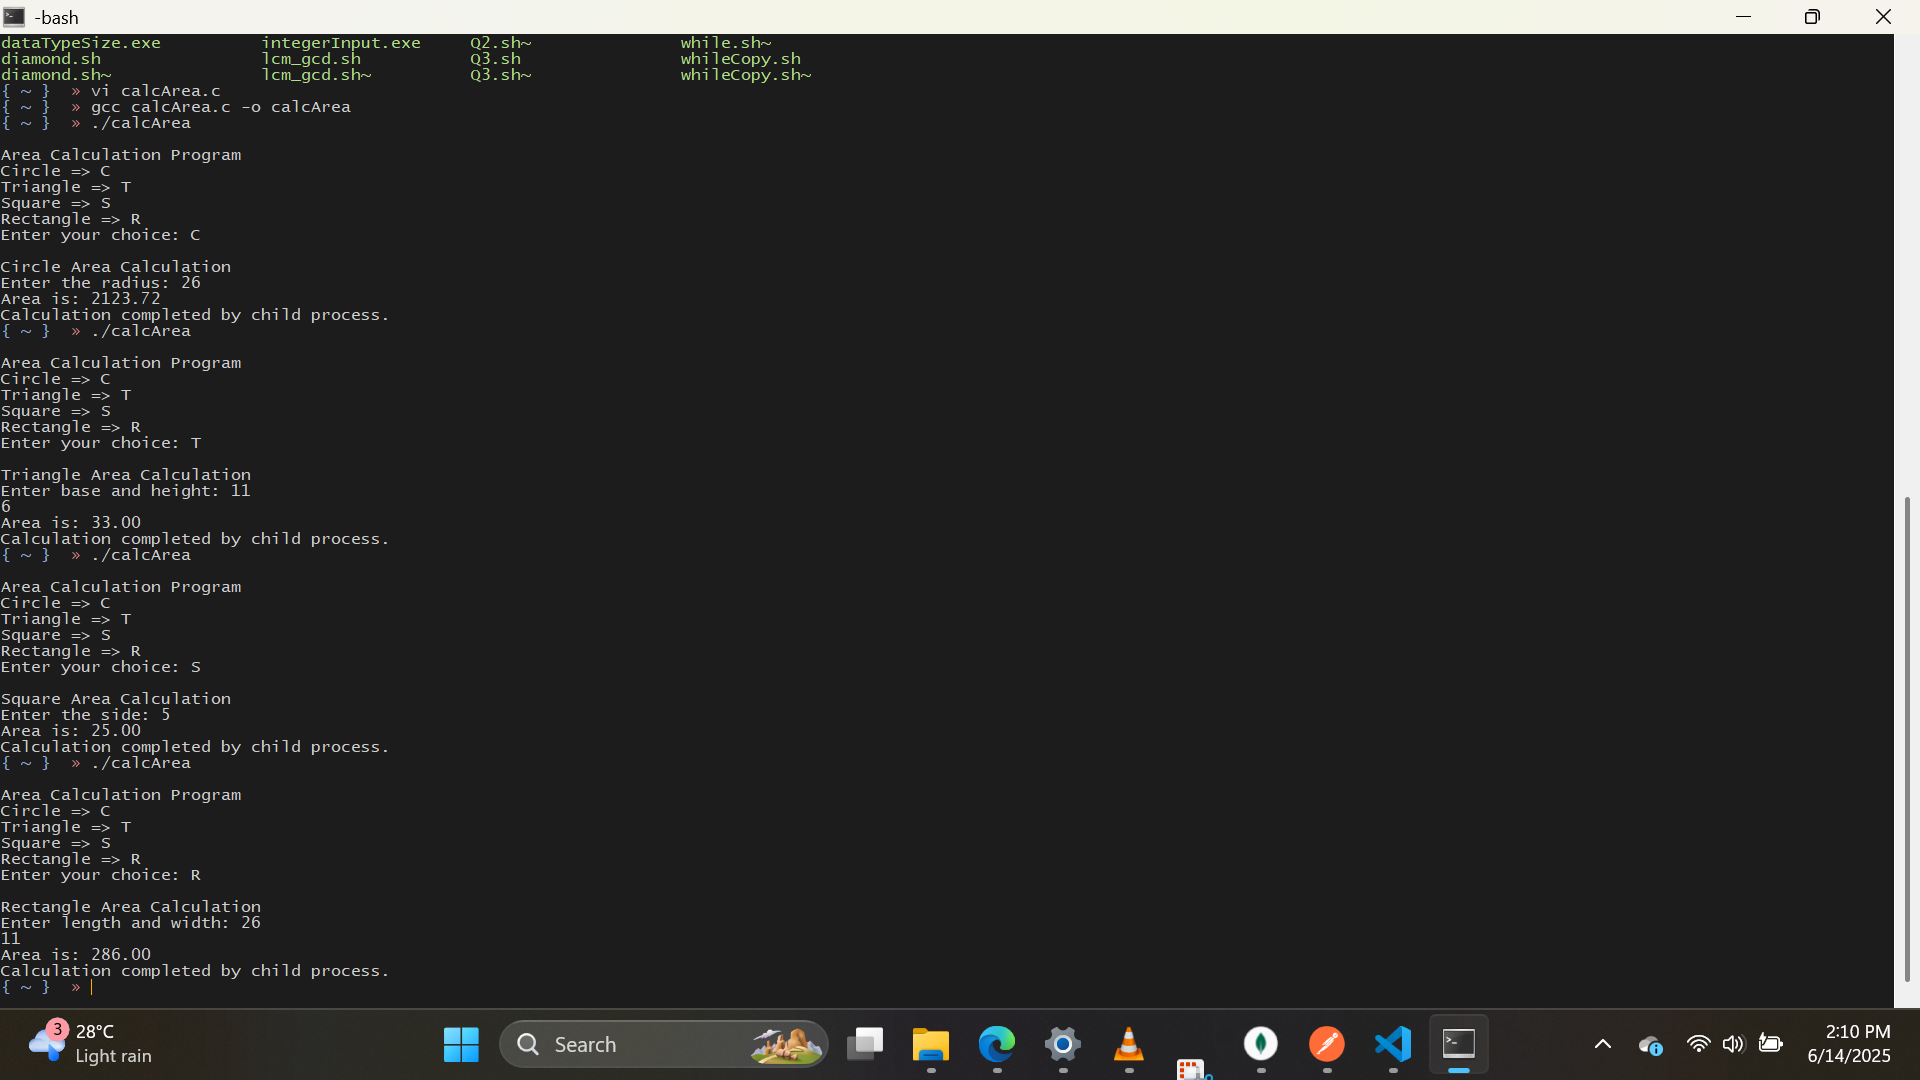 -bash
dataTypeSize.exe integerInput.exe Q2.sh~ while.sh~
diamond.sh lcm_gcd.sh Q3.sh whileCopy.sh
diamond.sh~ lcm_gcd.sh~ Q3.sh~ whileCopy.sh~
{ ~ } » vi calcArea.c
{ ~ } » gcc calcArea.c -o calcArea
{ ~ } » ./calcArea
Area Calculation Program
Circle => C
Triangle => T
Square => S
Rectangle => R
Enter your choice: C
Circle Area Calculation
Enter the radius: 26
Area is: 2123.72
Calculation completed by child process.
{ ~ } » ./calcArea
Area Calculation Program
Circle => C
Triangle => T
Square => S
Rectangle => R
Enter your choice: T
Triangle Area Calculation
Enter base and height: 11
6
Area is: 33.00
Calculation completed by child process.
{ ~ } » ./calcArea
Area Calculation Program
Circle => C
Triangle => T
Square => S
Rectangle => R
Enter your choice: S
Square Area Calculation
Enter the side: 5
Area is: 25.00
Calculation completed by child process.
{ ~ } » ./calcArea
Area Calculation Program
Circle => C
Triangle => T
Square => S
Rectangle => R
Enter your choice: R
Rectangle Area Calculation
Enter length and width: 26
11
Area is: 286.00
Calculation completed by child process.
{ ~ } »
3 28°C
Light rain
Search
2:10 PM
6/14/2025